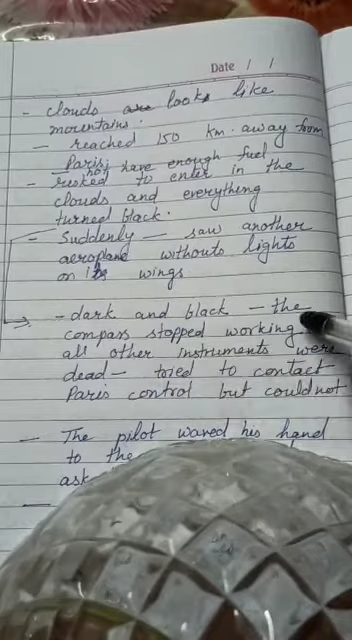 Date / /
- clouds are looks like
mountains.
- reached 150 km. away from
Paris, not have enough fuel
- risked to enter in the
clouds and everything
turned black.
- Suddenly - saw another
aeroplane without lights
on its wings
- dark and black - the
compass stopped working
all other instruments were
dead - tried to contact
Paris control but could not
- The pilot waved his hand
to the
ask